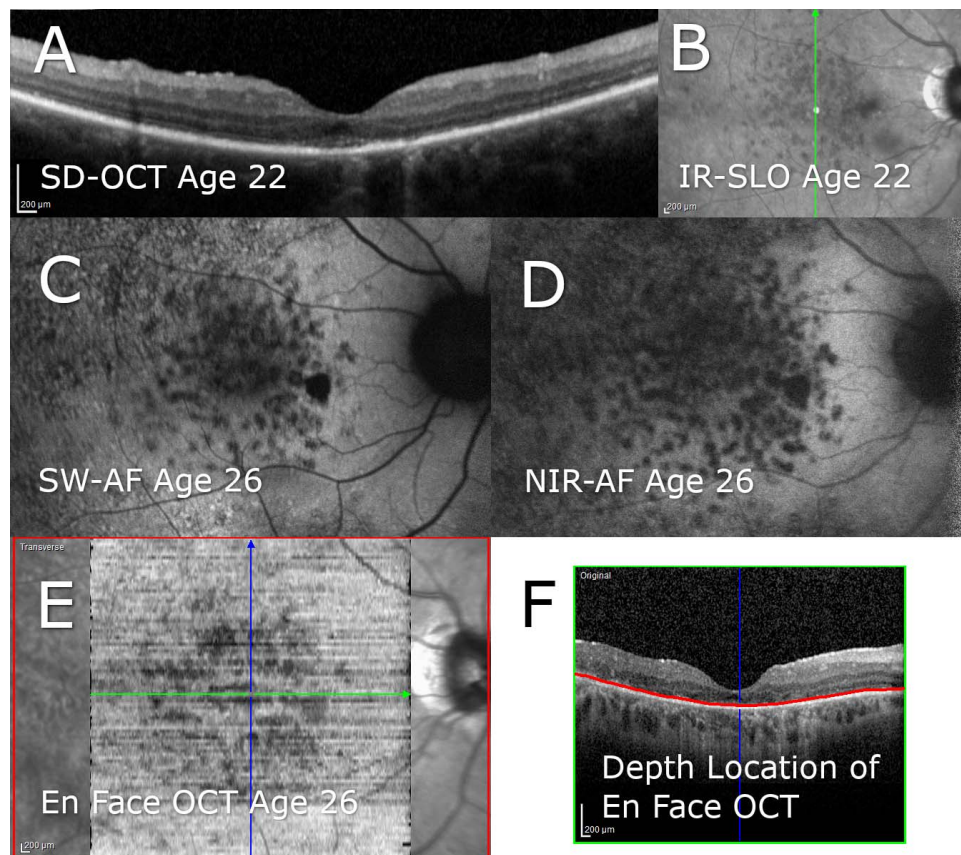 A
SD-OCT Age 22
200 µm
B
IR-SLO Age 22
200 µm
C
SW-AF Age 26
D
NIR-AF Age 26
Transverse
E
En Face OCT Age 26
200 µm
F
Original
Depth Location of
En Face OCT
200 µm